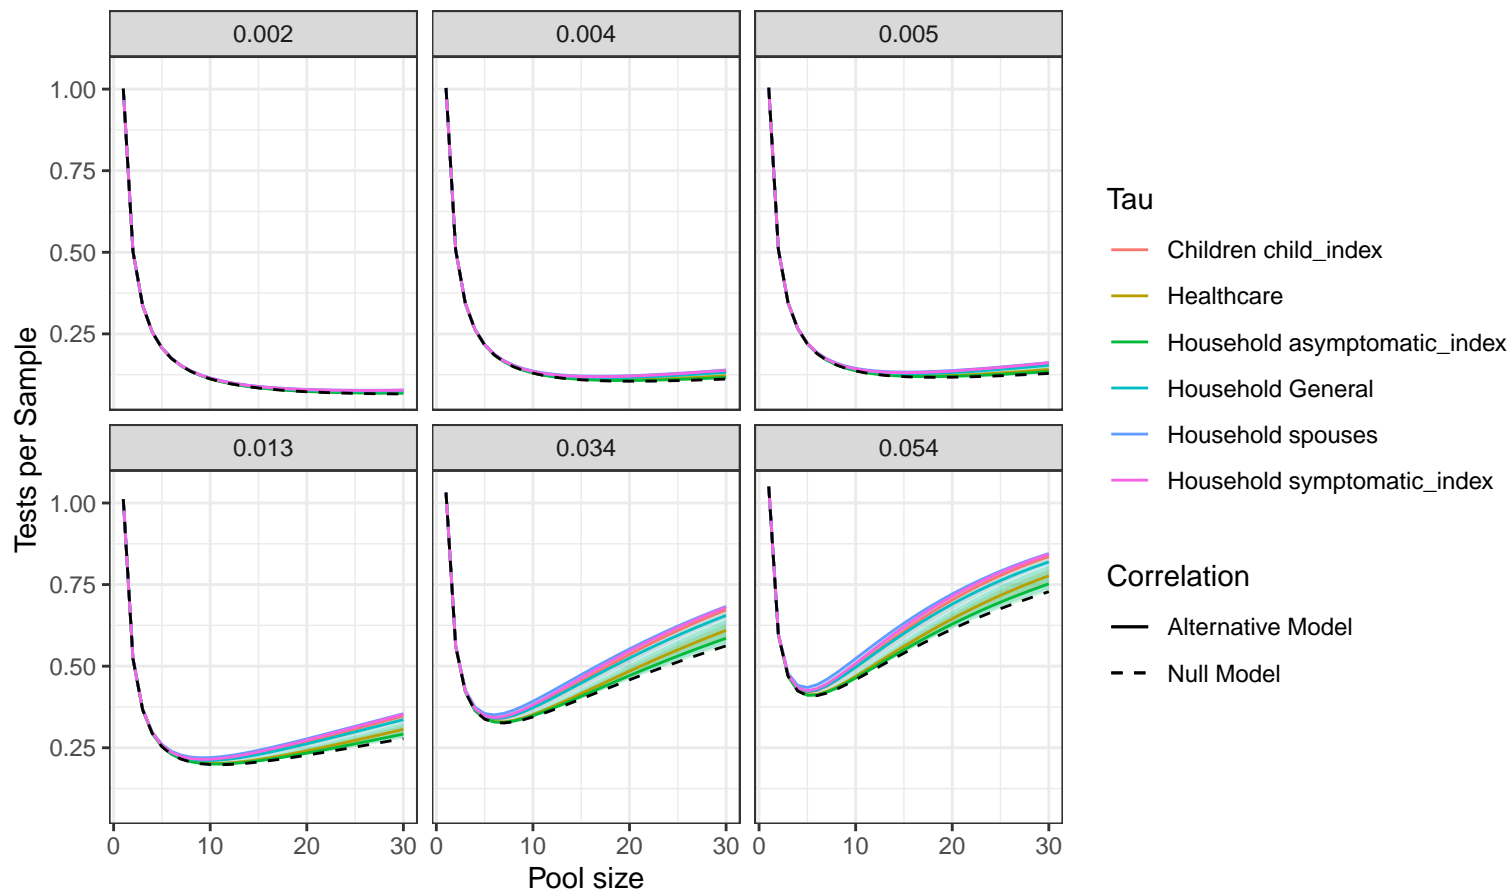 0.002
0.004
0.005
1.00
0.75
0.50
0.25
0.013
0.034
0.054
1.00
0.75
0.50
0.25
0 10 20 30
0 10 20 30
0 10 20 30
Pool size
Tests per Sample
Tau
Children child_index
Healthcare
Household asymptomatic_index
Household General
Household spouses
Household symptomatic_index
Correlation
Alternative Model
Null Model